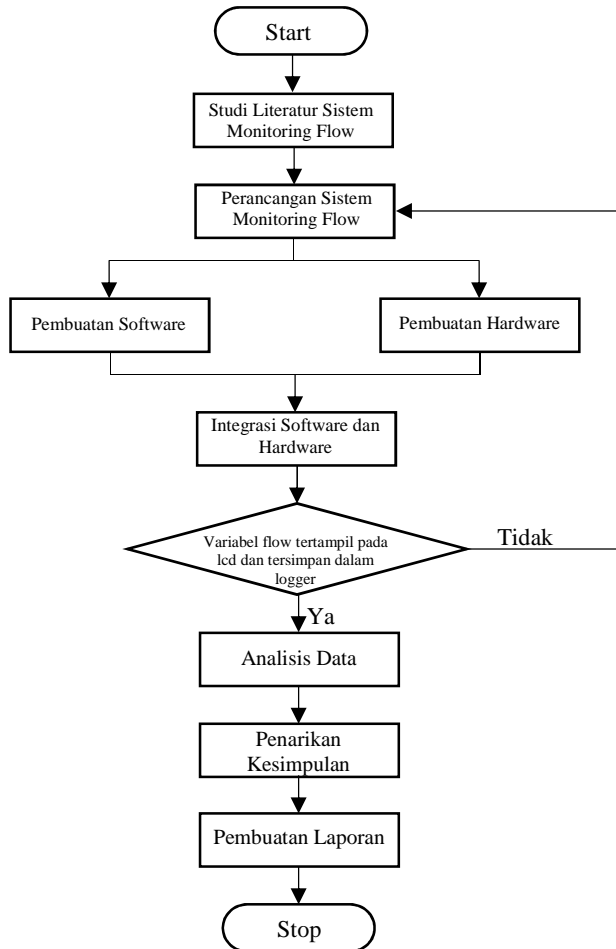 Start
Studi Literatur Sistem
Monitoring Flow
Perancangan Sistem
Monitoring Flow
Pembuatan Software
Pembuatan Hardware
Integrasi Software dan
Hardware
Variabel flow tertampil pada
lcd dan tersimpan dalam
logger
Tidak
Ya
Analisis Data
Penarikan
Kesimpulan
Pembuatan Laporan
Stop